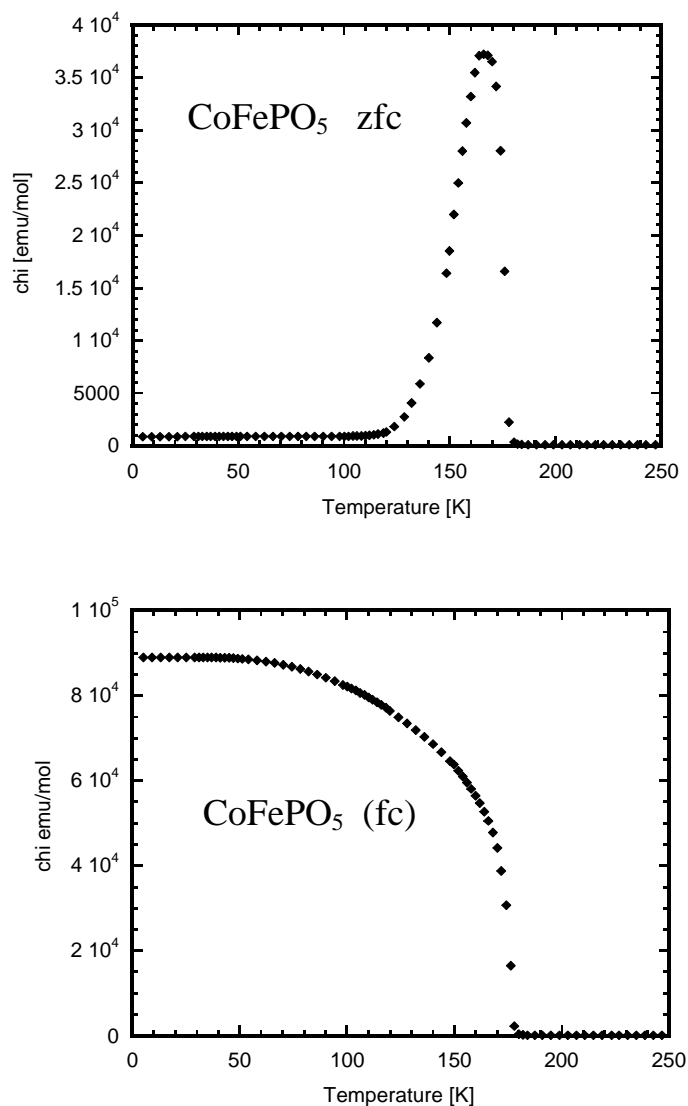 4 10⁴
3.5 10⁴
3 10⁴
2.5 10⁴
2 10⁴
1.5 10⁴
1 10⁴
5000
0
chi [emu/mol]
CoFePO₅ zfc
0 50 100 150 200 250
Temperature [K]
1 10⁵
8 10⁴
6 10⁴
4 10⁴
2 10⁴
0
chi emu/mol
CoFePO₅ (fc)
0 50 100 150 200 250
Temperature [K]